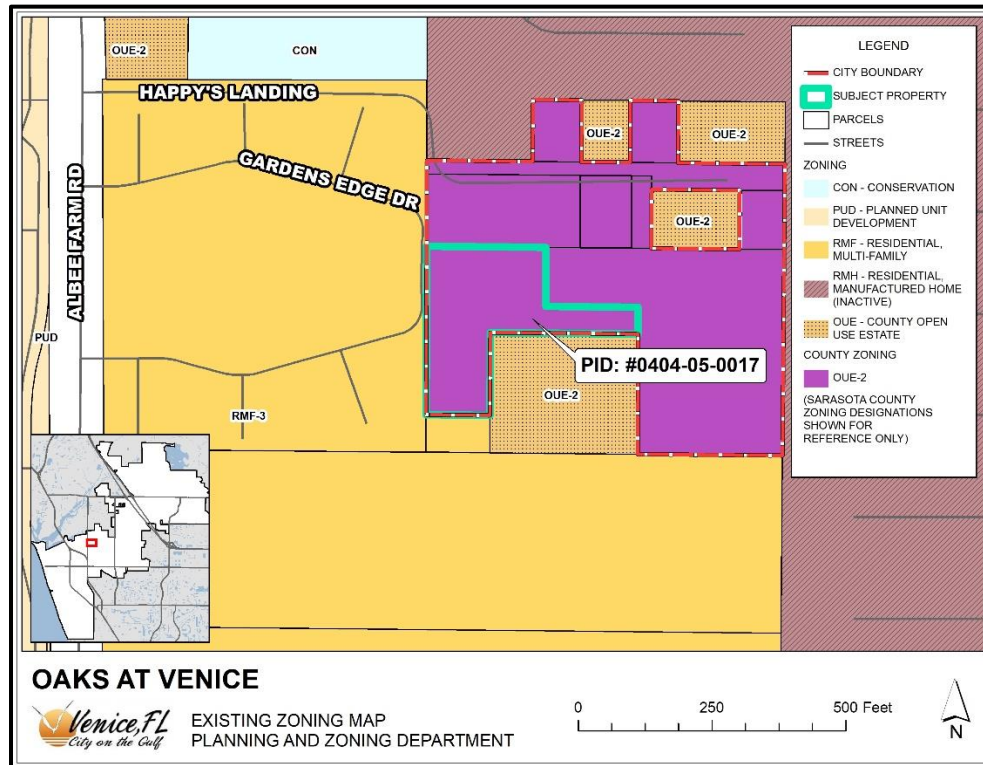 OUE-2
CON
HAPPY'S LANDING
GARDENS EDGE DR
ALBEE FARM RD
PUD
RMF-3
OUE-2
OUE-2
OUE-2
OUE-2
PID: #0404-05-0017
LEGEND
CITY BOUNDARY
SUBJECT PROPERTY
PARCELS
STREETS
ZONING
CON - CONSERVATION
PUD - PLANNED UNIT
DEVELOPMENT
RMF - RESIDENTIAL,
MULTI-FAMILY
RMH - RESIDENTIAL,
MANUFACTURED HOME
(INACTIVE)
OUE - COUNTY OPEN
USE ESTATE
COUNTY ZONING
OUE-2
(SARASOTA COUNTY
ZONING DESIGNATIONS
SHOWN FOR
REFERENCE ONLY)
OAKS AT VENICE
Venice, FL
City on the Gulf
EXISTING ZONING MAP
PLANNING AND ZONING DEPARTMENT
0 250 500 Feet
N